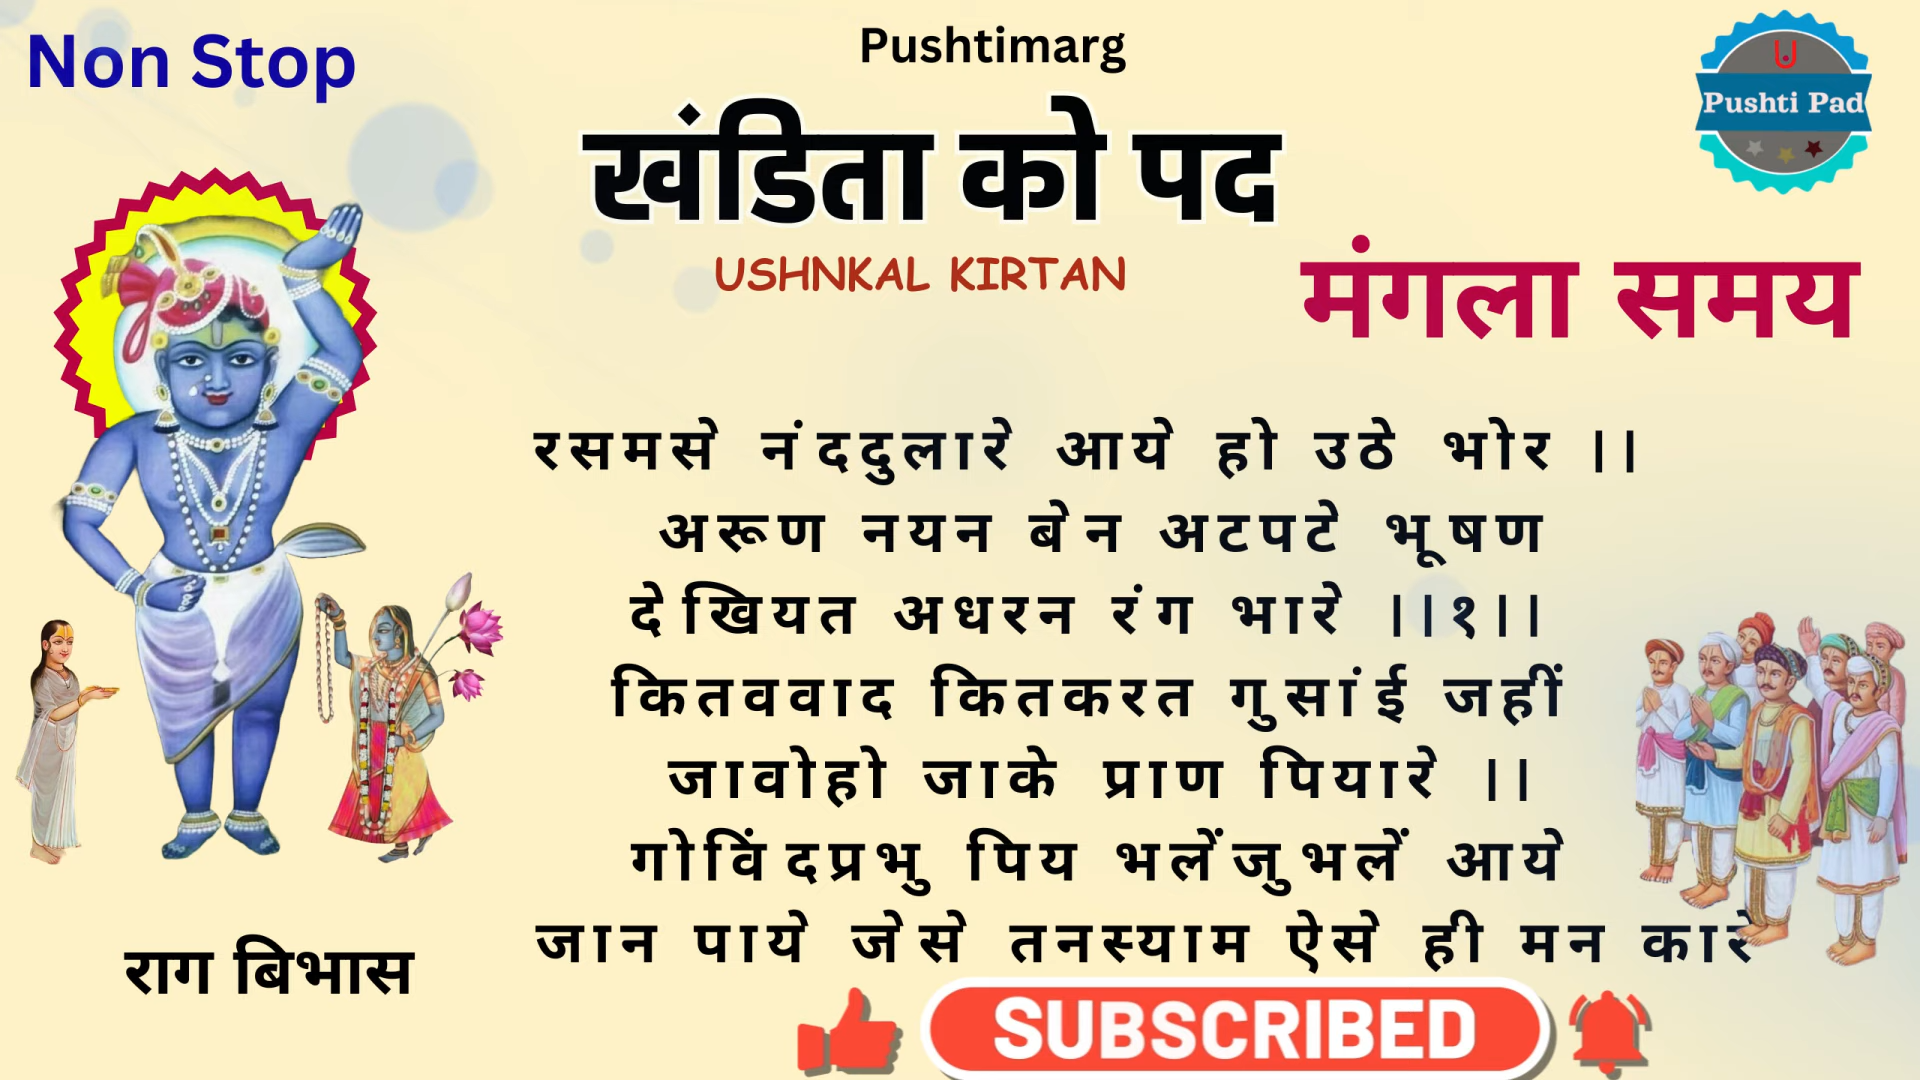 Non Stop
Pushtimarg
Pushti Pad
खंडिता को पद
USHNKAL KIRTAN
मंगला समय
रसमसे नंददुलारे आये हो उठे भोर ।।
अरूण नयन बेन अटपटे भूषण
देखियत अधरन रंग भारे ।।१।।
कितववाद कितकरत गुसांई जहीं
जावोहो जाके प्राण पियारे ।।
गोविंदप्रभु पिय भलेंजुभलें आये
जान पाये जेसे तनस्याम ऐसे ही मन कारे
राग बिभास
SUBSCRIBED